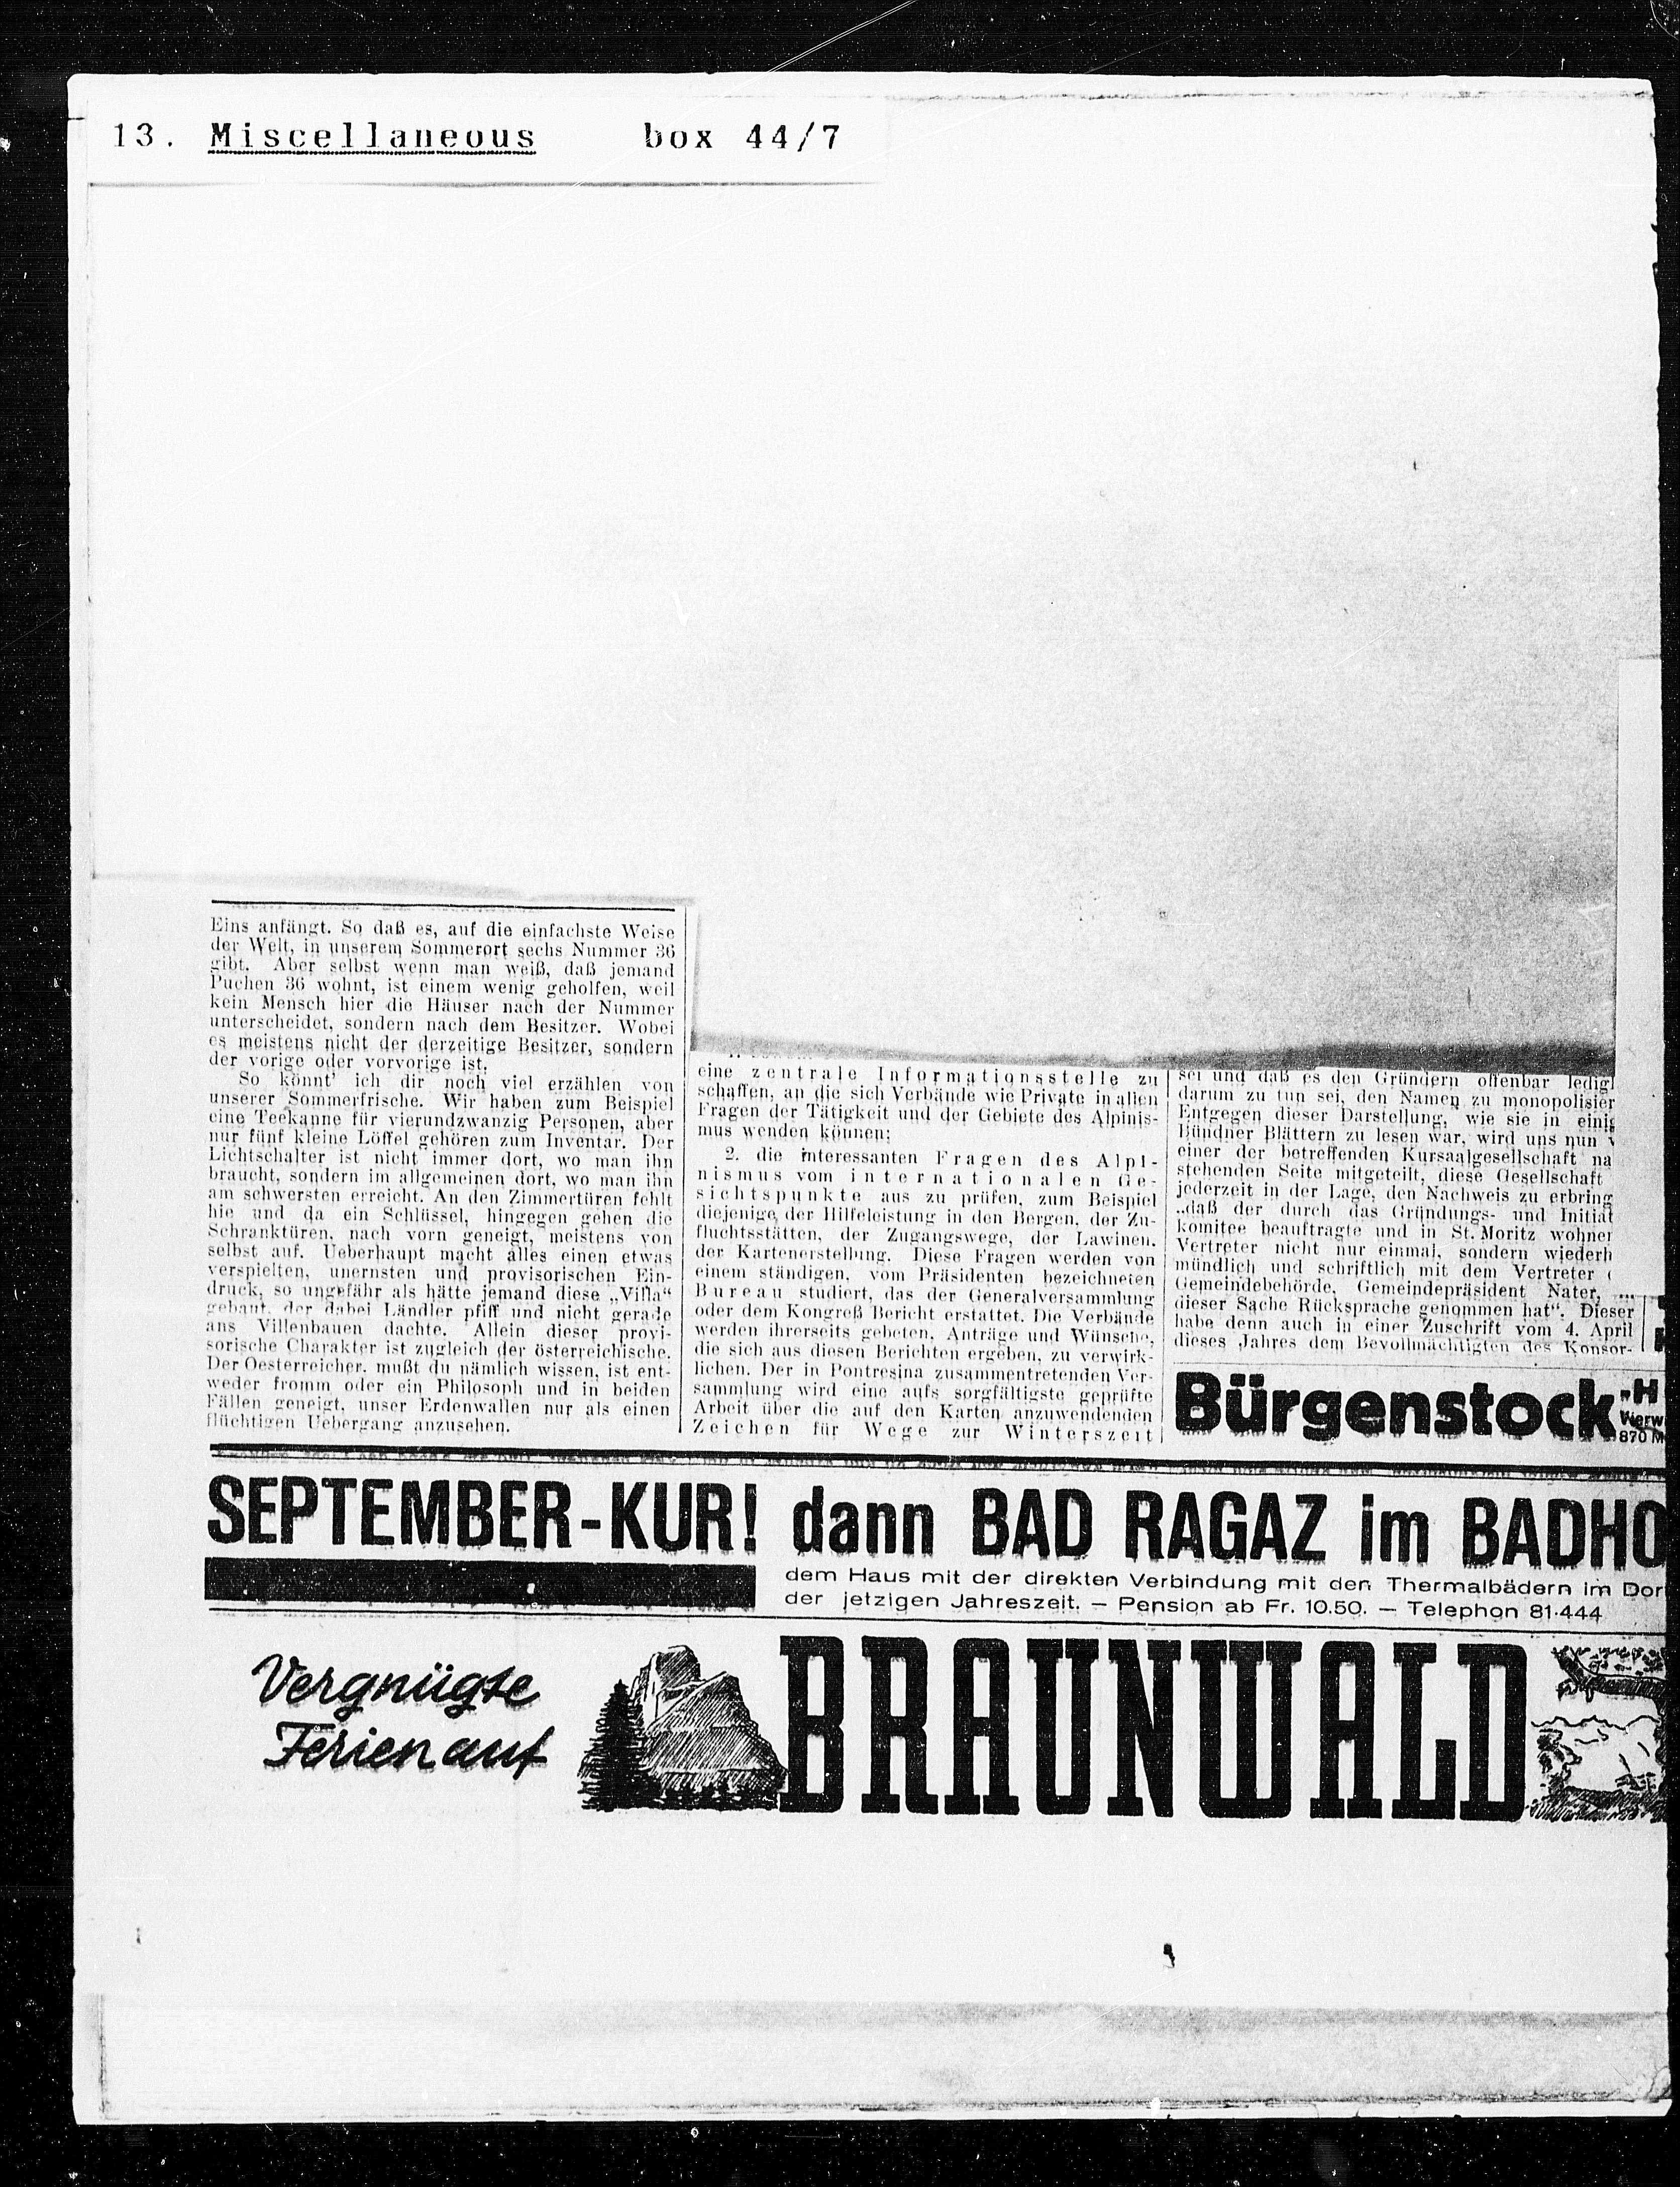 13. Miscellaneous box 44/7
Eins anfängt. So daß es, auf die einfachste Weise
der Welt, in unserem Sommerort sechs Nummer 36
gibt. Aber selbst wenn man weiß, daß jemand
Puchen 36 wohnt, ist einem wenig geholfen, weil
kein Mensch hier die Häuser nach der Nummer
unterscheidet, sondern nach dem Besitzer. Wobei
es meistens nicht der derzeitige Besitzer, sondern
der vorige oder vorvorige ist.
So könnt' ich dir noch viel erzählen von
unserer Sommerfrische. Wir haben zum Beispiel
eine Teekanne für vierundzwanzig Personen, aber
nur fünf kleine Löffel gehören zum Inventar. Der
Lichtschalter ist nicht immer dort, wo man ihn
braucht, sondern im allgemeinen dort, wo man ihn
am schwersten erreicht. An den Zimmertüren fehlt
hie und da ein Schlüssel, hingegen gehen die
Schranktüren, nach vorn geneigt, meistens von
selbst auf. Ueberhaupt macht alles einen etwas
verspielten, unernsten und provisorischen Ein-
druck, so ungefähr als hätte jemand diese „Villa“
gebaut, der dabei Ländler pfiff und nicht gerade
ans Villenbauen dachte. Allein dieser provi-
sorische Charakter ist zugleich der österreichische.
Der Oesterreicher, mußt du nämlich wissen, ist ent-
weder fromm oder ein Philosoph und in beiden
Fällen geneigt, unser Erdenwallen nur als einen
flüchtigen Uebergang anzusehen.
eine zentrale Informationsstelle zu
schaffen, an die sich Verbände wie Private in allen
Fragen der Tätigkeit und der Gebiete des Alpinis-
mus wenden können;
2. die interessanten Fragen des Alpi-
nismus vom internationalen Ge-
sichtspunkte aus zu prüfen, zum Beispiel
diejenige der Hilfeleistung in den Bergen, der Zu-
fluchtsstätten, der Zugangswege, der Lawinen,
der Kartenerstellung. Diese Fragen werden von
einem ständigen, vom Präsidenten bezeichneten
Bureau studiert, das der Generalversammlung
oder dem Kongreß Bericht erstattet. Die Verbände
werden ihrerseits gebeten, Anträge und Wünsche,
die sich aus diesen Berichten ergeben, zu verwirk-
lichen. Der in Pontresina zusammentretenden Ver-
sammlung wird eine aufs sorgfältigste geprüfte
Arbeit über die auf den Karten anzuwendenden
Zeichen für Wege zur Winterszeit
sei und daß es den Gründern offenbar ledigl
darum zu tun sei, den Namen zu monopolisier
Entgegen dieser Darstellung, wie sie in einig
Bündner Blättern zu lesen war, wird uns nun v
einer der betreffenden Kursaalgesellschaft na
stehenden Seite mitgeteilt, diese Gesellschaft
jederzeit in der Lage, den Nachweis zu erbring
„daß der durch das Gründungs- und Initiat
komitee beauftragte und in St. Moritz wohner
Vertreter nicht nur einmal, sondern wiederh
mündlich und schriftlich mit dem Vertreter
Gemeindebehörde, Gemeindepräsident Nater,
dieser Sache Rücksprache genommen hat“. Dieser
habe denn auch in einer Zuschrift vom 4. April
dieses Jahres dem Bevollmächtigten des Konsor-
Bürgenstock „H
Werw
870 M
SEPTEMBER-KUR! dann BAD RAGAZ im BADHO
dem Haus mit der direkten Verbindung mit den Thermalbädern im Dor
der jetzigen Jahreszeit. — Pension ab Fr. 10.50. — Telephon 81.444
Vergnügte
Ferien auf
BRAUNWALD